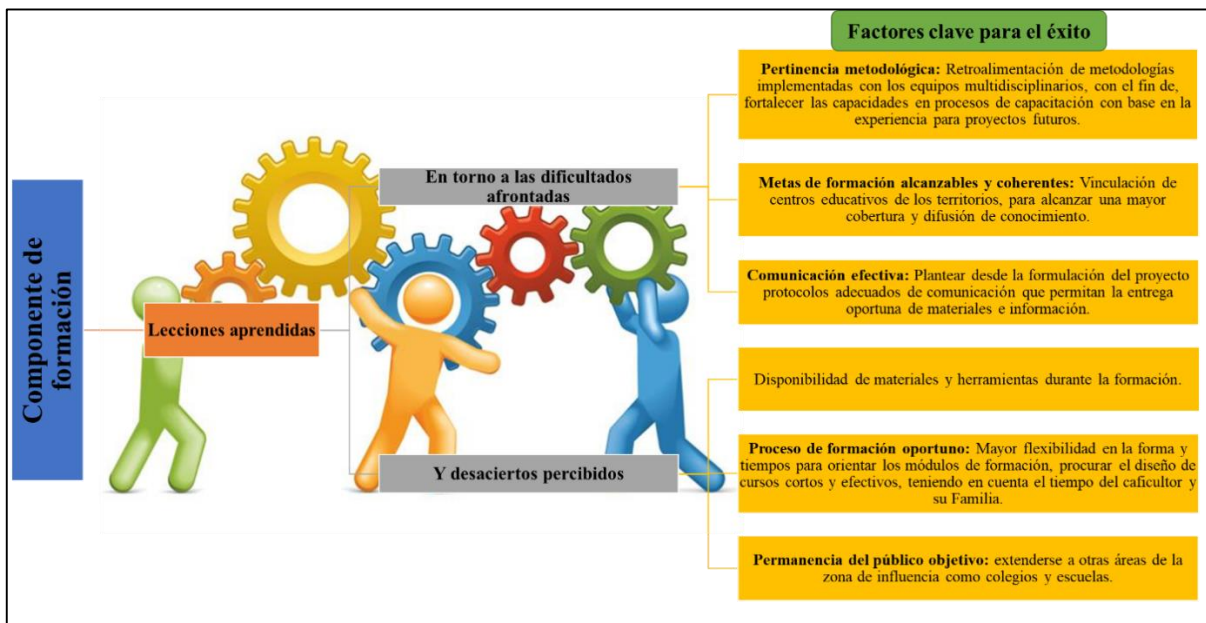 Factores clave para el éxito
Componente de
formación
Lecciones aprendidas
En torno a las dificultados
afrontadas
Pertinencia metodológica: Retroalimentación de metodologías
implementadas con los equipos multidisciplinarios, con el fin de,
fortalecer las capacidades en procesos de capacitación con base en la
experiencia para proyectos futuros.
Metas de formación alcanzables y coherentes: Vinculación de
centros educativos de los territorios, para alcanzar una mayor
cobertura y difusión de conocimiento.
Comunicación efectiva: Plantear desde la formulación del proyecto
protocolos adecuados de comunicación que permitan la entrega
oportuna de materiales e información.
Y desaciertos percibidos
Disponibilidad de materiales y herramientas durante la formación.
Proceso de formación oportuno: Mayor flexibilidad en la forma y
tiempos para orientar los módulos de formación, procurar el diseño de
cursos cortos y efectivos, teniendo en cuenta el tiempo del caficultor y
su Familia.
Permanencia del público objetivo: extenderse a otras áreas de la
zona de influencia como colegios y escuelas.